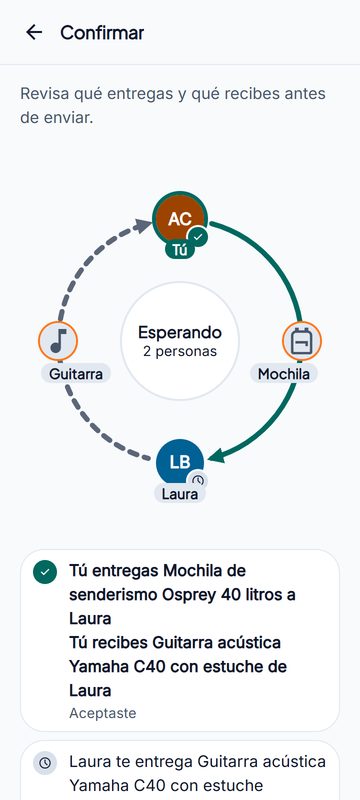 Confirmar
Revisa qué entregas y qué recibes antes
de enviar.
AC
Tú
Esperando
2 personas
Guitarra
Mochila
LB
Laura
Tú entregas Mochila de
senderismo Osprey 40 litros a
Laura
Tú recibes Guitarra acústica
Yamaha C40 con estuche de
Laura
Aceptaste
Laura te entrega Guitarra acústica
Yamaha C40 con estuche